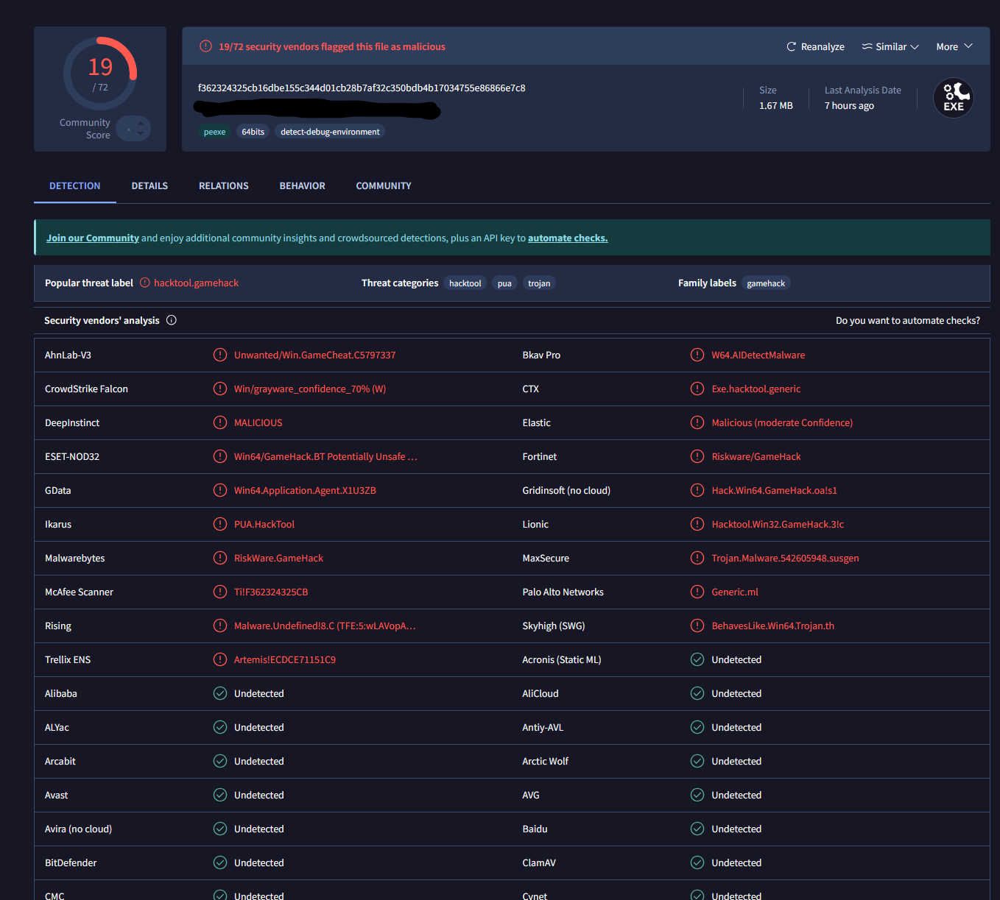 19
/ 72
Community
Score
19/72 security vendors flagged this file as malicious
Reanalyze
Similar
More
f362324325cb16dbe155c344d01cb28b7af32c350bdb4b17034755e86866e7c8
peexe
64bits
detect-debug-environment
Size
1.67 MB
Last Analysis Date
7 hours ago
EXE
DETECTION
DETAILS
RELATIONS
BEHAVIOR
COMMUNITY
Join our Community and enjoy additional community insights and crowdsourced detections, plus an API key to automate checks.
Popular threat label hacktool.gamehack
Threat categories hacktool pua trojan
Family labels gamehack
Security vendors' analysis
Do you want to automate checks?
AhnLab-V3 Unwanted/Win.GameCheat.C5797337 Bkav Pro W64.AIDetectMalware
CrowdStrike Falcon Win/grayware_confidence_70% (W) CTX Exe.hacktool.generic
DeepInstinct MALICIOUS Elastic Malicious (moderate Confidence)
ESET-NOD32 Win64/GameHack.BT Potentially Unsafe ... Fortinet Riskware/GameHack
GData Win64.Application.Agent.X1U3ZB Gridinsoft (no cloud) Hack.Win64.GameHack.oa!s1
Ikarus PUA.HackTool Lionic Hacktool.Win32.GameHack.3!c
Malwarebytes RiskWare.GameHack MaxSecure Trojan.Malware.542605948.susgen
McAfee Scanner Ti!F362324325CB Palo Alto Networks Generic.ml
Rising Malware.Undefined!8.C (TFE:5:wLAVopA... Skyhigh (SWG) BehavesLike.Win64.Trojan.th
Trellix ENS Artemis!ECDCE71151C9 Acronis (Static ML) Undetected
Alibaba Undetected AliCloud Undetected
ALYac Undetected Antiy-AVL Undetected
Arcabit Undetected Arctic Wolf Undetected
Avast Undetected AVG Undetected
Avira (no cloud) Undetected Baidu Undetected
BitDefender Undetected ClamAV Undetected
CMC Undetected Cynet Undetected